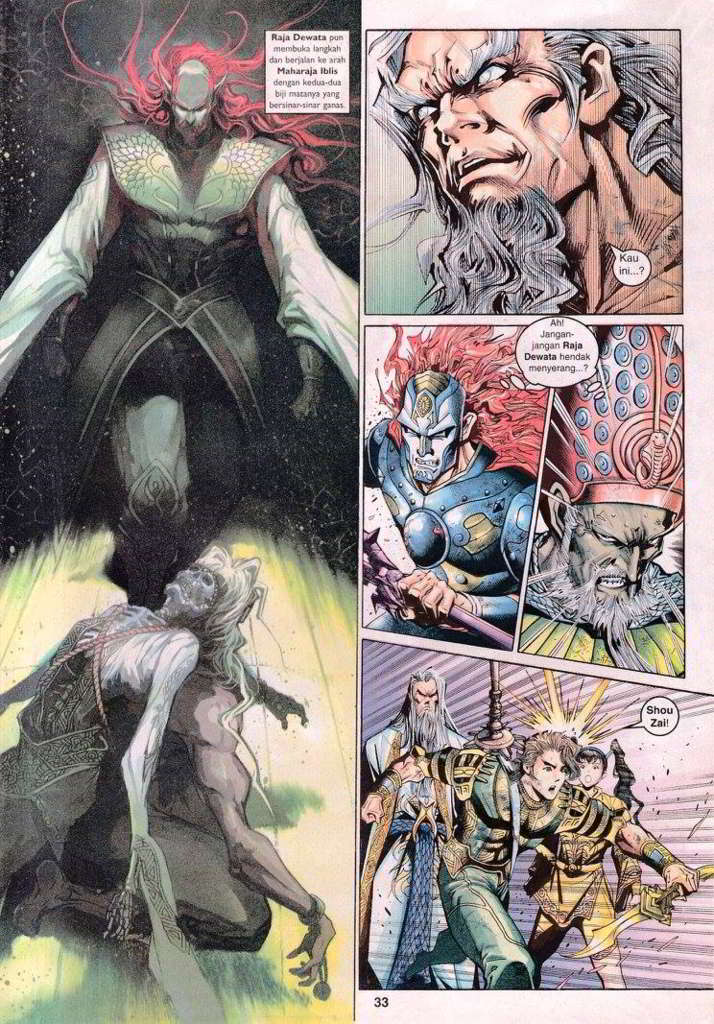 Raja Dewata pun
membuka langkah
dan berjalan ke arah
Maharaja Iblis
dengan kedua-dua
biji matanya yang
bersinar-sinar ganas.
Kau
ini...?
Ah!
Jangan-
jangan Raja
Dewata hendak
menyerang...?
Shou
Zai!
33